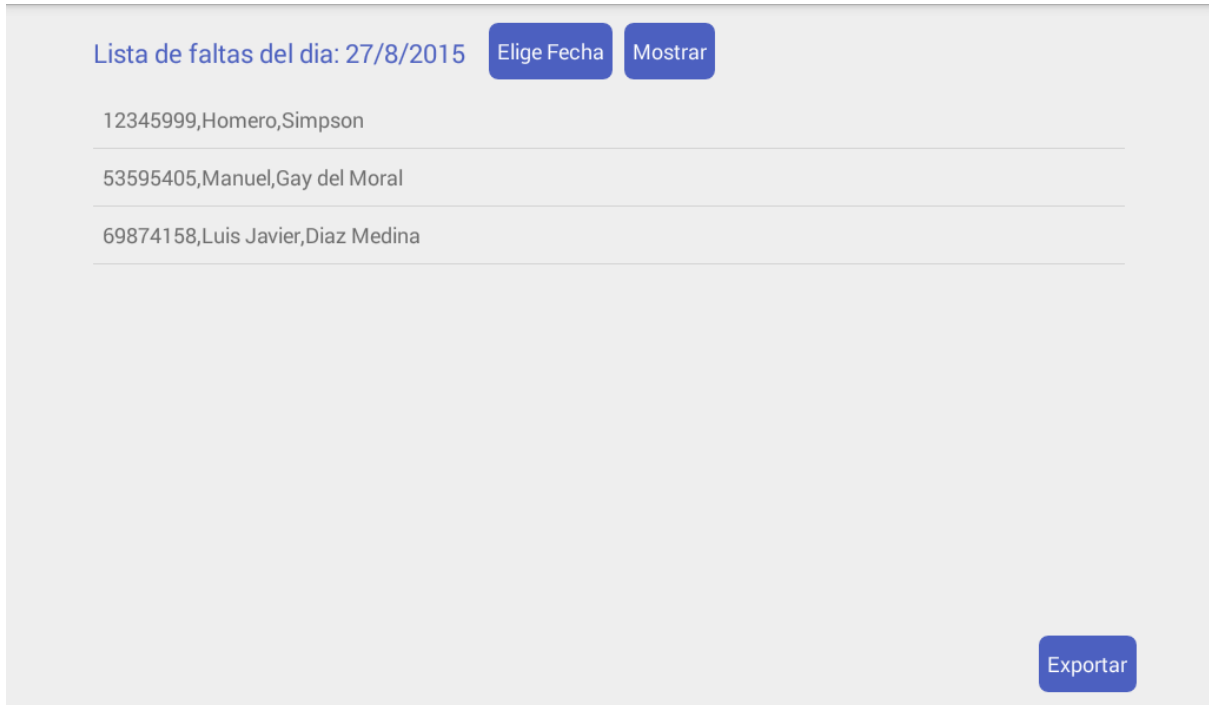 Lista de faltas del dia: 27/8/2015 Elige Fecha Mostrar
12345999,Homero,Simpson
53595405,Manuel,Gay del Moral
69874158,Luis Javier,Diaz Medina
Exportar